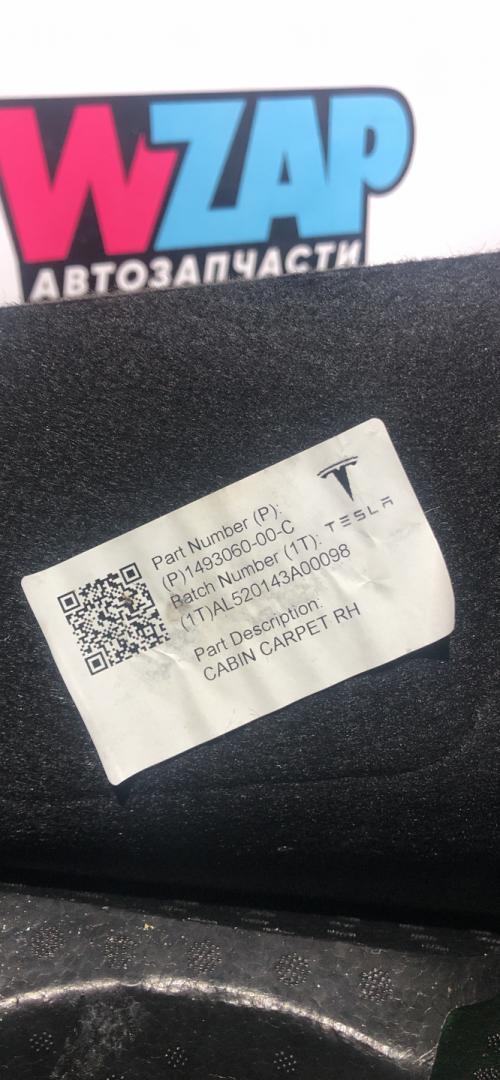 WZAP
АВТОЗАПЧАСТИ
TESLA
Part Number (P):
(P)1493060-00-C
Batch Number (1T):
(1T)AL520143A00098
Part Description:
CABIN CARPET RH